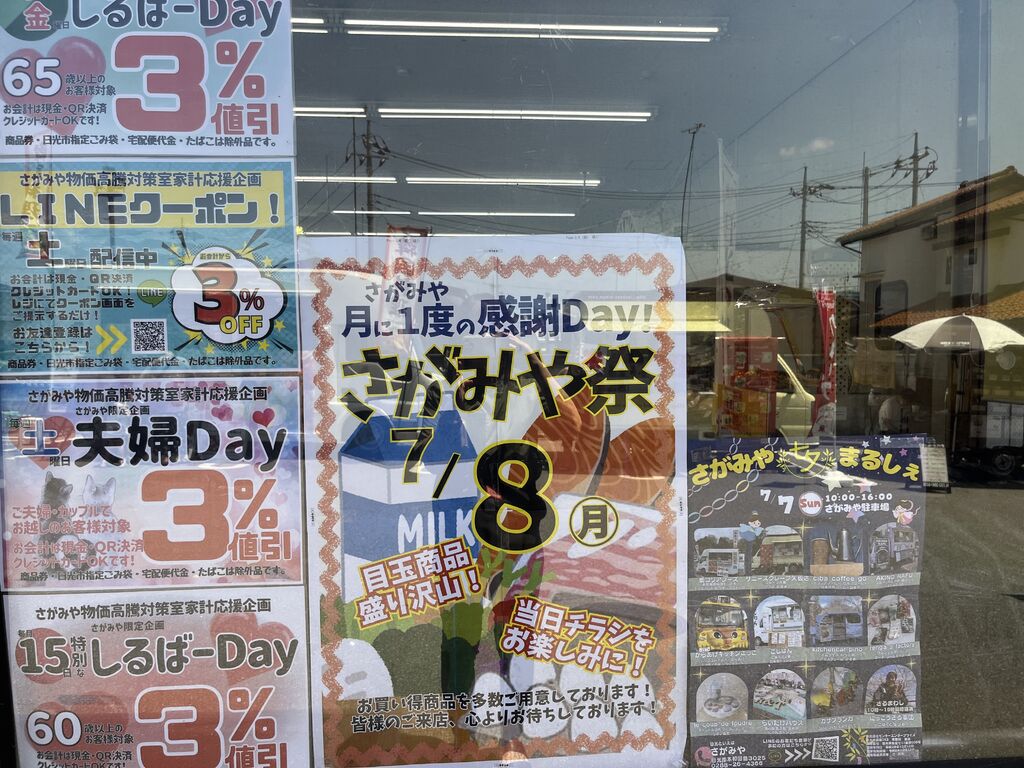 金曜日 しるばーDay
65歳以上の
お客様対象
3%値引
お会計は現金・QR決済
クレジットカードOKです!
商品券・日光市指定ごみ袋・宅配便代金・たばこは除外品です。
さがみや物価高騰対策室家計応援企画
LINEクーポン!
毎週土曜日配信中
お会計は現金・QR決済
クレジットカードOK!
レジにてクーポン画面を
ご提示するだけ!
お友達登録は
こちらから!
LINE
お会計から
3%
OFF
商品券・日光市指定ごみ袋・宅配便代金・たばこは除外品です。
さがみや物価高騰対策室家計応援企画
さがみや限定企画
毎週土曜日 夫婦Day
ご夫婦・カップルで
お越しのお客様対象
3%値引
お会計は現金・QR決済
クレジットカードOKです!
商品券・日光市指定ごみ袋・宅配便代金・たばこは除外品です。
さがみや物価高騰対策室家計応援企画
さがみや限定企画
毎月15日 特別な しるばーDay
60歳以上の
お客様対象
3%値引
お会計は現金・QR決済
クレジットカードOKです!
さがみや
月に1度の感謝Day!
さがみや祭
7/8月
MILK
目玉商品
盛り沢山!
当日チラシを
お楽しみに!
お買い得商品を多数ご用意しております!
皆様のご来店、心よりお待ちしております!
さがみや 七夕 まるしぇ
7/7 Sun 10:00-16:00
さがみや駐車場
ciba coffee go
kitchencar pino
さがみや
0288-26-4366